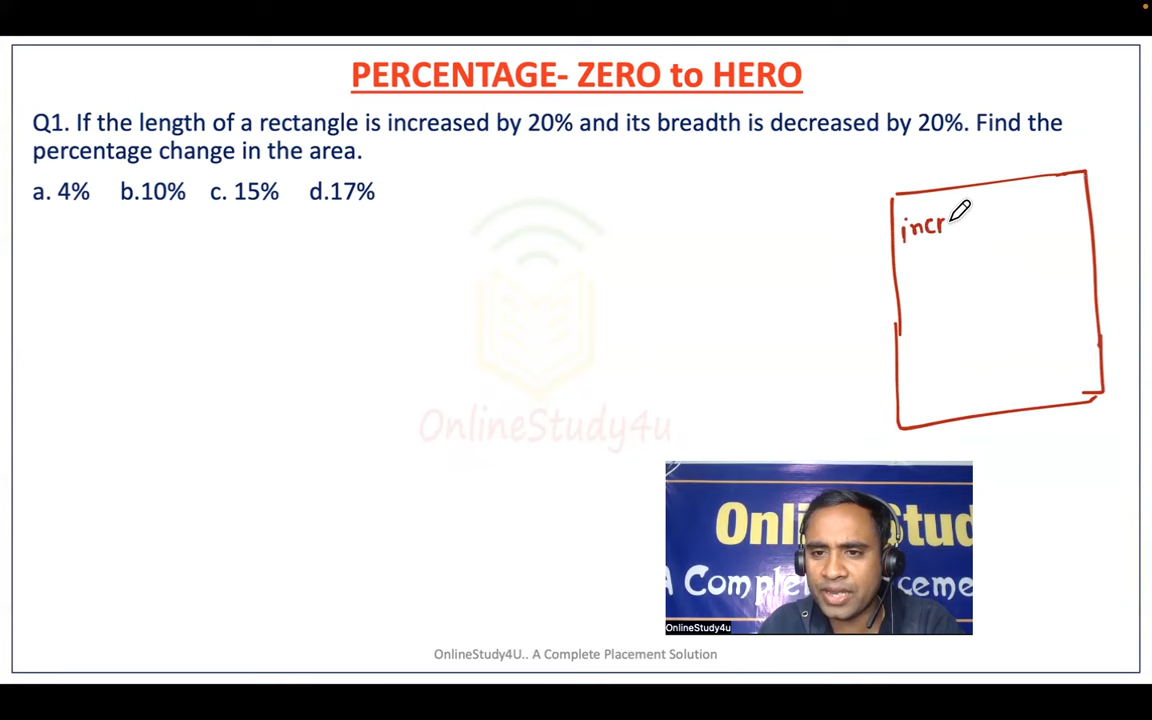 PERCENTAGE- ZERO to HERO
Q1. If the length of a rectangle is increased by 20% and its breadth is decreased by 20%. Find the
percentage change in the area.
a. 4% b.10% c. 15% d.17%
incr
OnlineStudy4u
Onli Stud
A Comple ceme
OnlineStudy4u
OnlineStudy4U.. A Complete Placement Solution